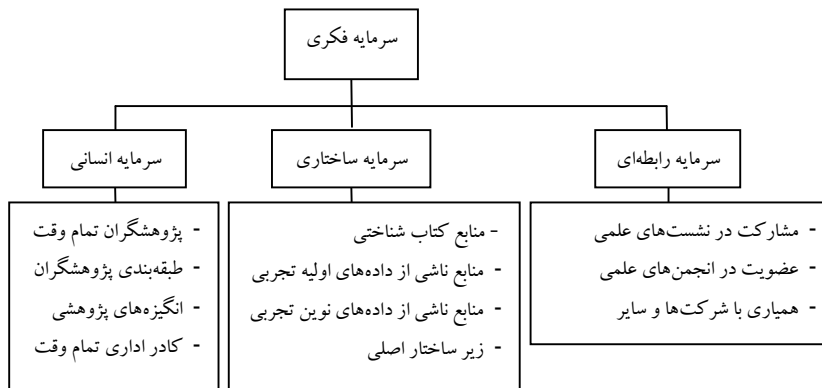 سرمایه فکری
سرمایه رابطه‌ای
سرمایه ساختاری
سرمایه انسانی
- مشارکت در نشست‌های علمی
- عضویت در انجمن‌های علمی
- همیاری با شرکت‌ها و سایر
- منابع کتاب شناختی
- منابع ناشی از داده‌های اولیه تجربی
- منابع ناشی از داده‌های نوین تجربی
- زیر ساختار اصلی
- پژوهشگران تمام وقت
- طبقه‌بندی پژوهشگران
- انگیزه‌های پژوهشی
- کادر اداری تمام وقت